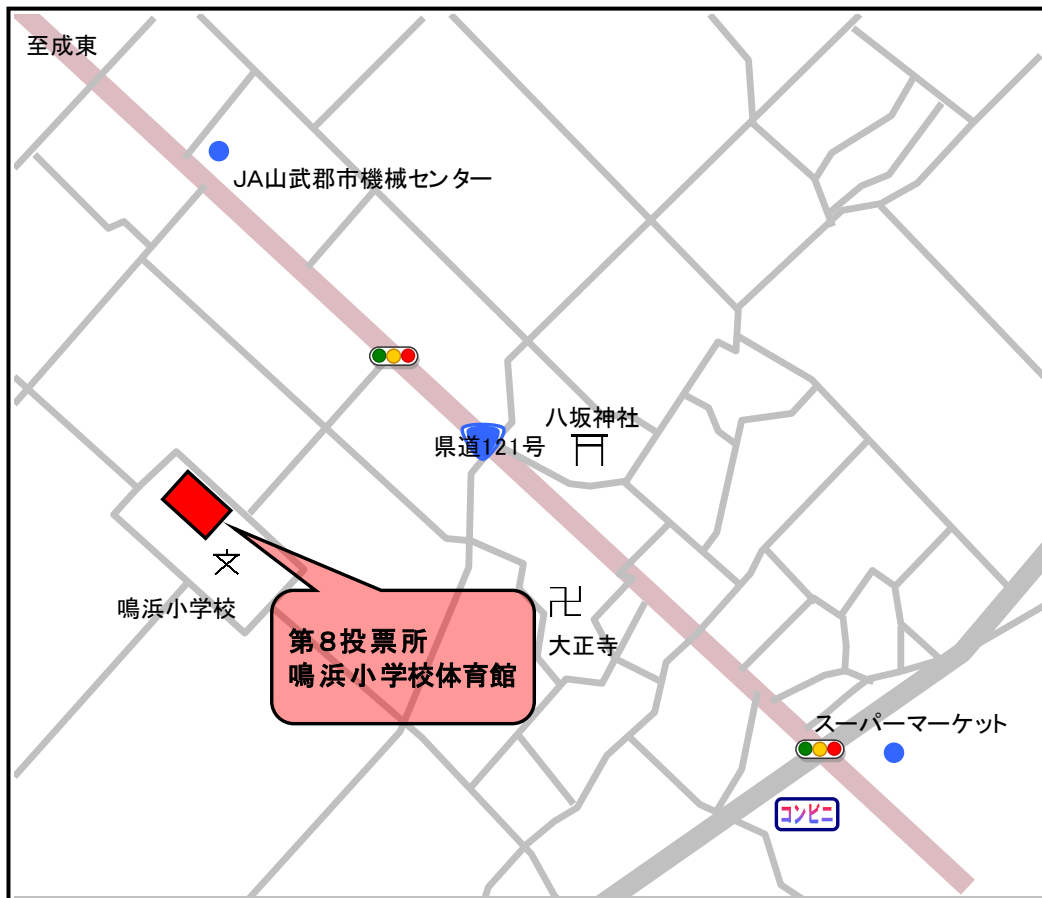 至成東
JA山武郡市機械センター
八坂神社
県道121号
鳴浜小学校
第8投票所
鳴浜小学校体育館
大正寺
スーパーマーケット
コンビニ